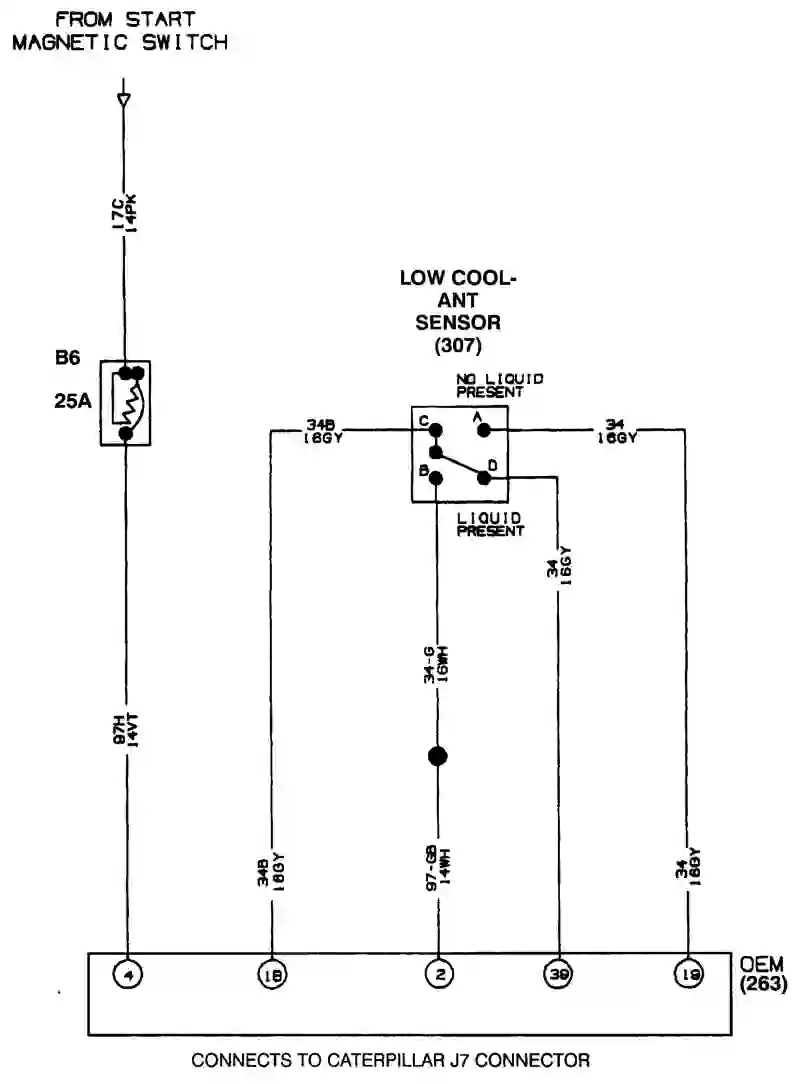 FROM START
MAGNETIC SWITCH
17C
14PK
LOW COOL-
ANT
SENSOR
(307)
B6
25A
NO LIQUID
PRESENT
C
A
B
D
34B
16GY
34
16GY
LIQUID
PRESENT
34
16GY
34-G
16WH
97H
14VT
34B
16GY
97-GB
14WH
34
16GY
4
18
2
39
19
OEM
(263)
CONNECTS TO CATERPILLAR J7 CONNECTOR